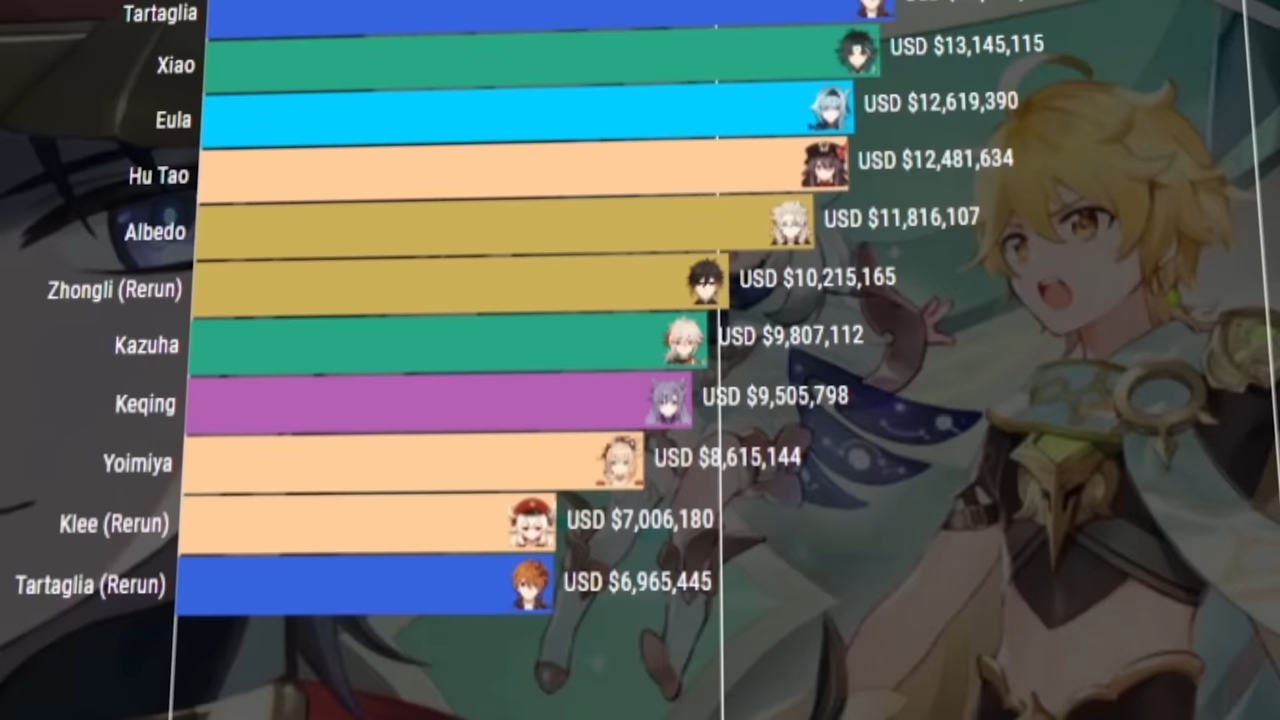 Tartaglia
Xiao USD $13,145,115
Eula USD $12,619,390
Hu Tao USD $12,481,634
Albedo USD $11,816,107
Zhongli (Rerun) USD $10,215,165
Kazuha USD $9,807,112
Keqing USD $9,505,798
Yoimiya USD $8,615,144
Klee (Rerun) USD $7,006,180
Tartaglia (Rerun) USD $6,965,445